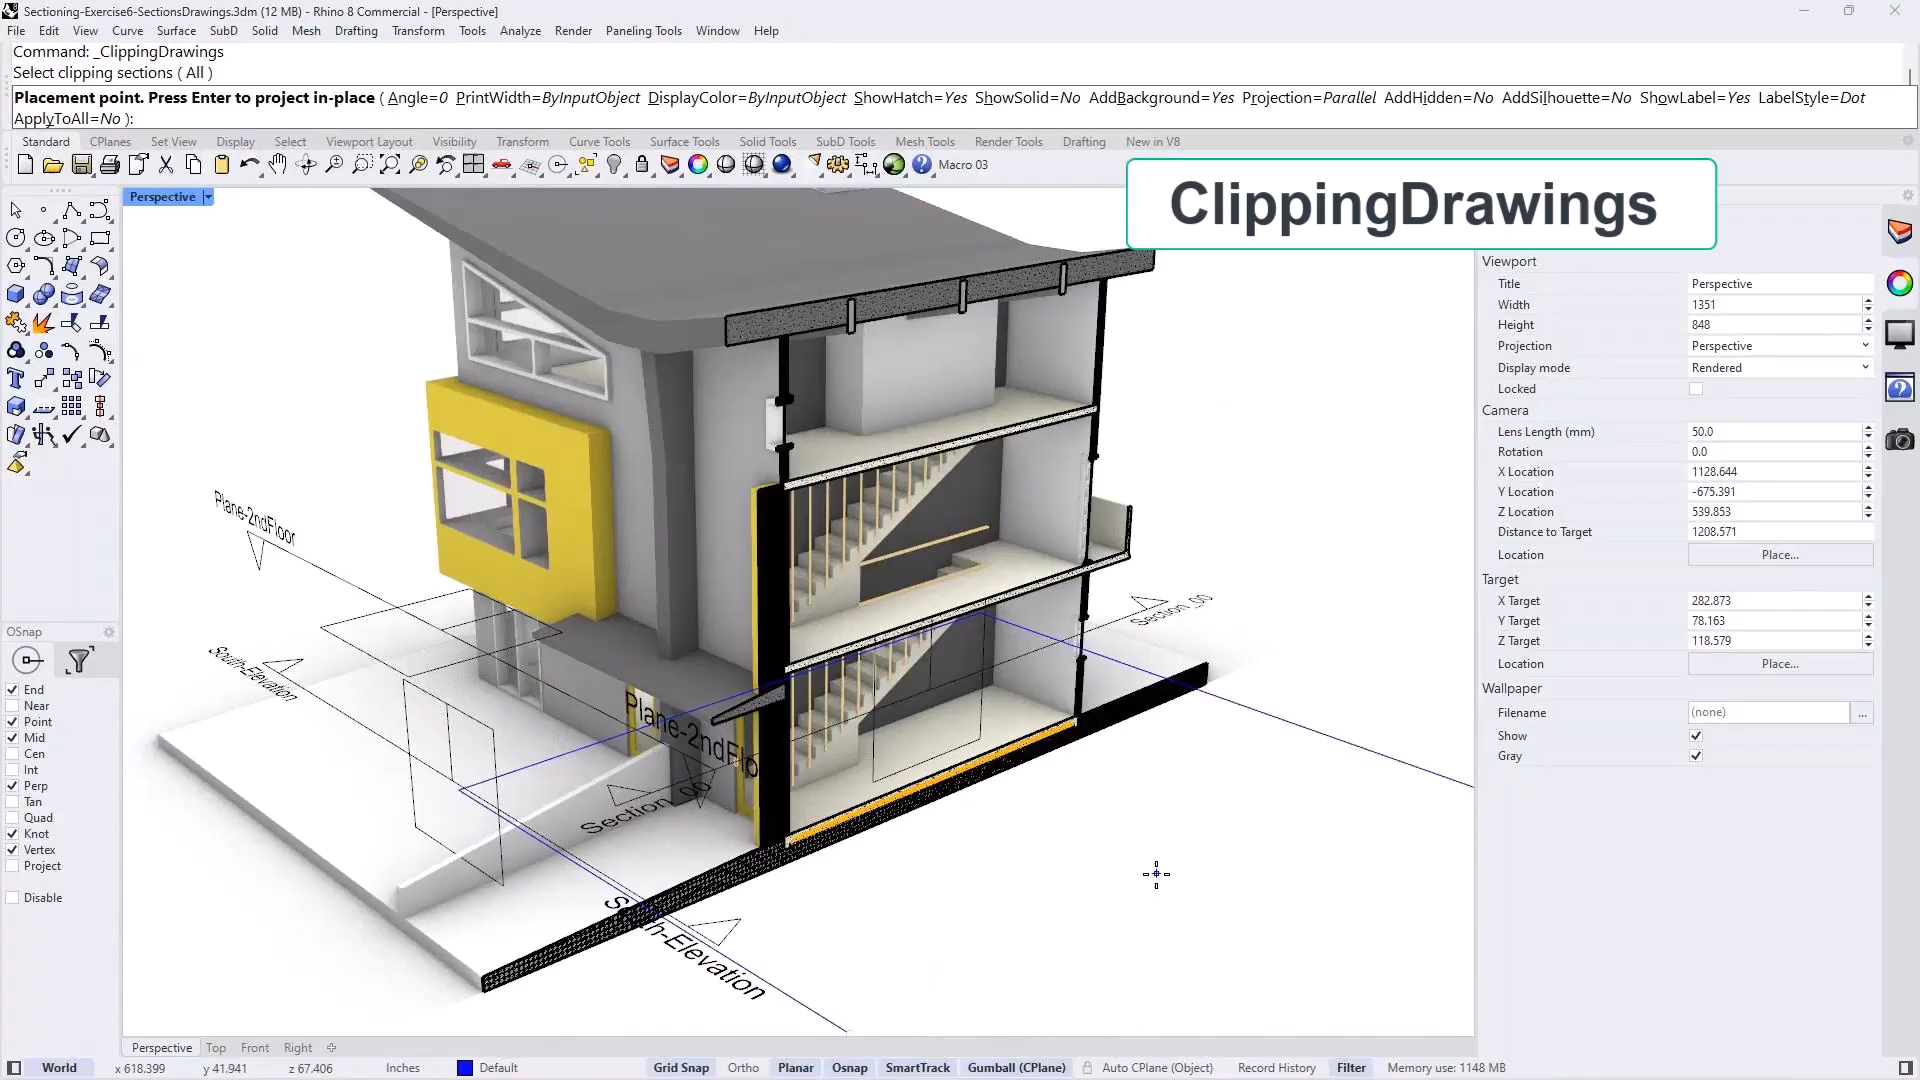 Sectioning-Exercise6-SectionsDrawings.3dm (12 MB) - Rhino 8 Commercial - [Perspective]
File Edit View Curve Surface SubD Solid Mesh Drafting Transform Tools Analyze Render Paneling Tools Window Help
Command: _ClippingDrawings
Select clipping sections ( All )
Placement point. Press Enter to project in-place ( Angle=0 PrintWidth=ByInputObject DisplayColor=ByInputObject ShowHatch=Yes ShowSolid=No AddBackground=Yes Projection=Parallel AddHidden=No AddSilhouette=No ShowLabel=Yes LabelStyle=Dot
ApplyToAll=No ):
Standard CPlanes Set View Display Select Viewport Layout Visibility Transform Curve Tools Surface Tools Solid Tools SubD Tools Mesh Tools Render Tools Drafting New in V8
Macro 03
ClippingDrawings
Perspective
Viewport
Title Perspective
Width 1351
Height 848
Projection Perspective
Display mode Rendered
Locked
Camera
Lens Length (mm) 50.0
Rotation 0.0
X Location 1128.644
Y Location -675.391
Z Location 539.853
Distance to Target 1208.571
Location Place...
Target
X Target 282.873
Y Target 78.163
Z Target 118.579
Location Place...
Wallpaper
Filename (none) ...
Show
Gray
Plane-2ndFloor
South-Elevation
Section_00
Plane-2ndFlo
Section_00
South-Elevation
OSnap
End
Near
Point
Mid
Cen
Int
Perp
Tan
Quad
Knot
Vertex
Project
Disable
Perspective Top Front Right
World x 618.399 y 41.941 z 67.406 Inches Default Grid Snap Ortho Planar Osnap SmartTrack Gumball (CPlane) Auto CPlane (Object) Record History Filter Memory use: 1148 MB